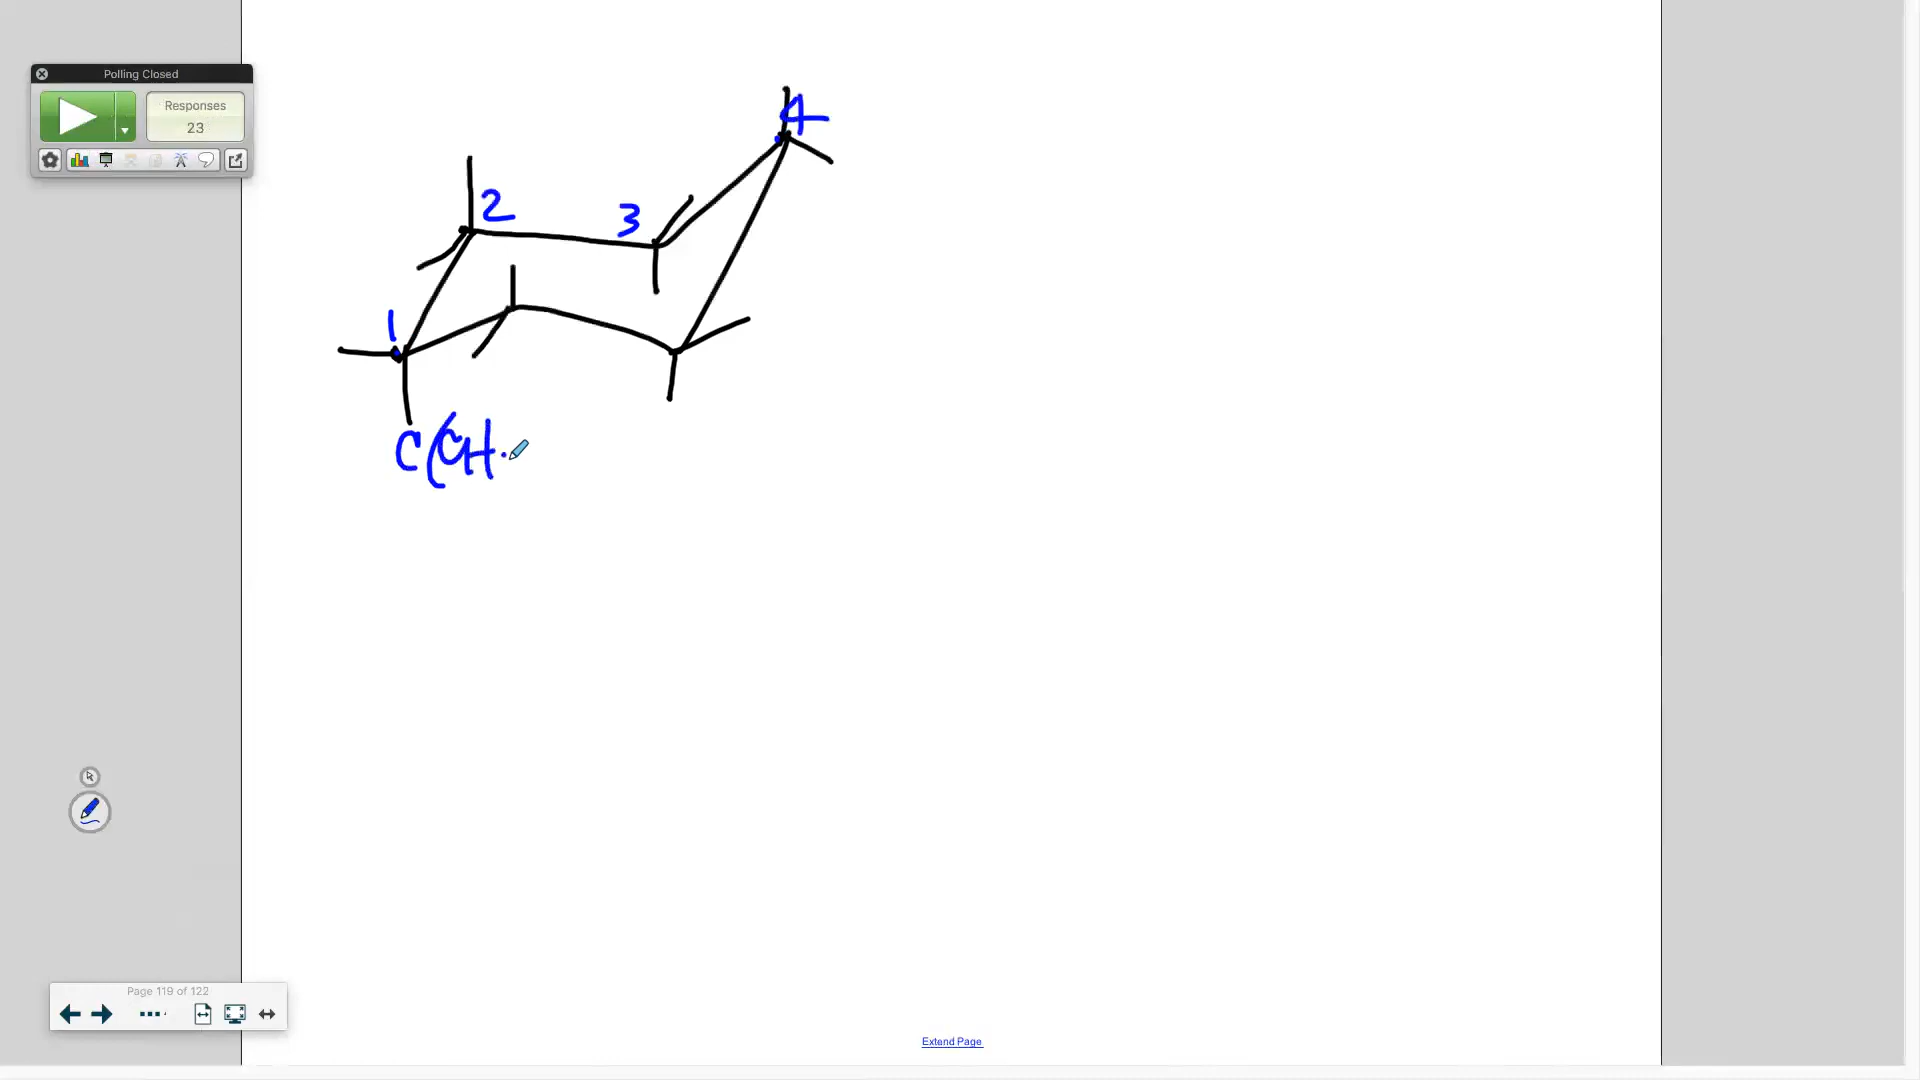 Polling Closed
Responses
23
4
2
3
1
C(CH
Page 119 of 122
Extend Page